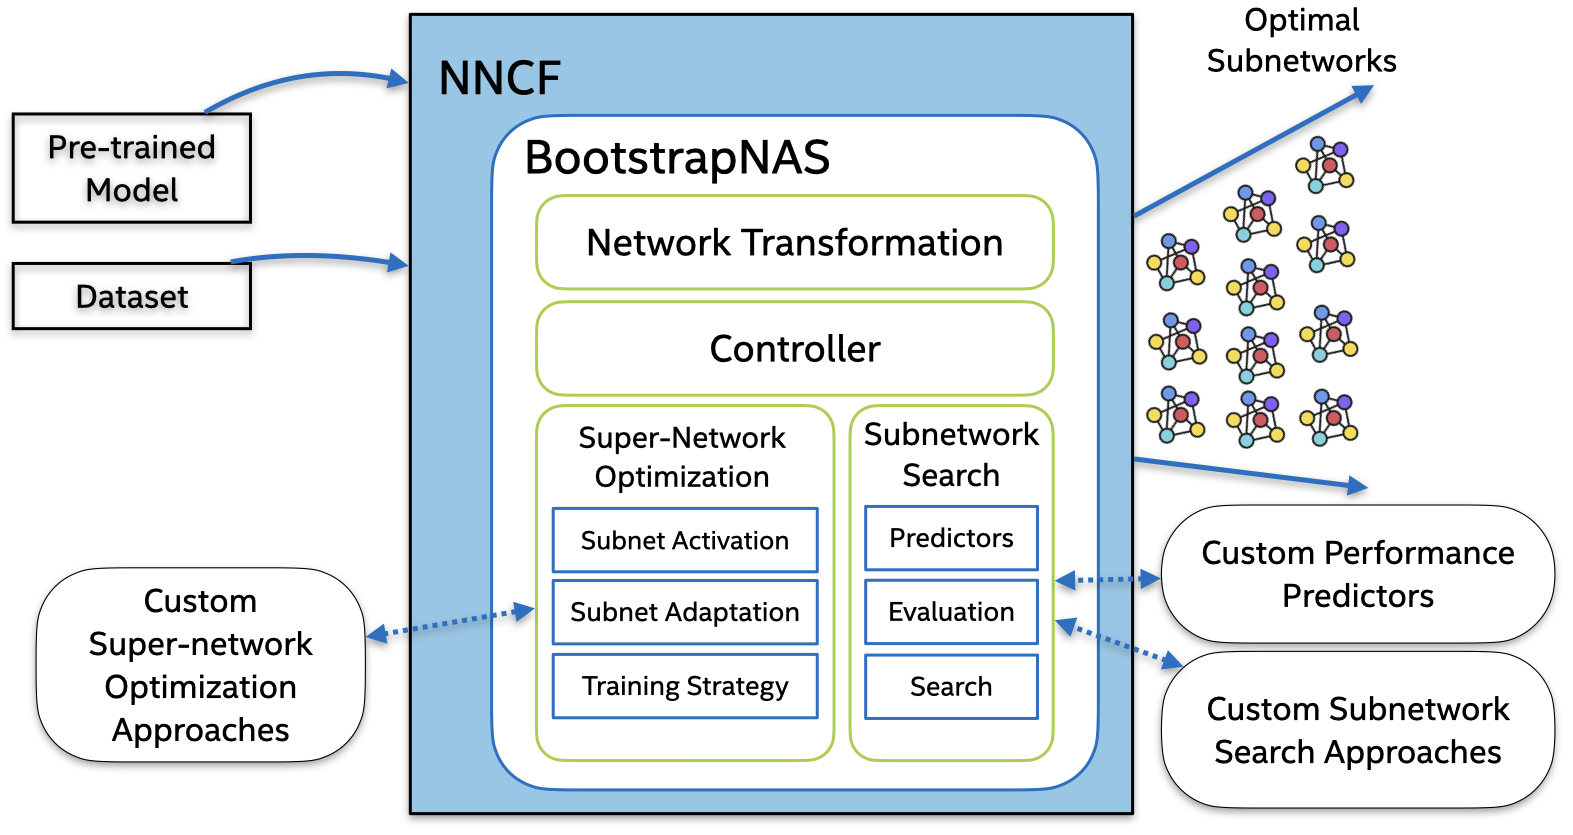 Optimal
Subnetworks
NNCF
Pre-trained
Model
Dataset
BootstrapNAS
Network Transformation
Controller
Super-Network
Optimization
Subnet Activation
Subnet Adaptation
Training Strategy
Subnetwork
Search
Predictors
Evaluation
Search
Custom
Super-network
Optimization
Approaches
Custom Performance
Predictors
Custom Subnetwork
Search Approaches